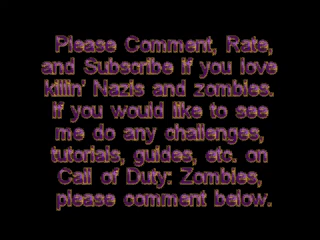 Please Comment, Rate,
and Subscribe if you love
killin' Nazis and zombies.
If you would like to see
me do any challenges,
tutorials, guides, etc. on
Call of Duty: Zombies,
please comment below.